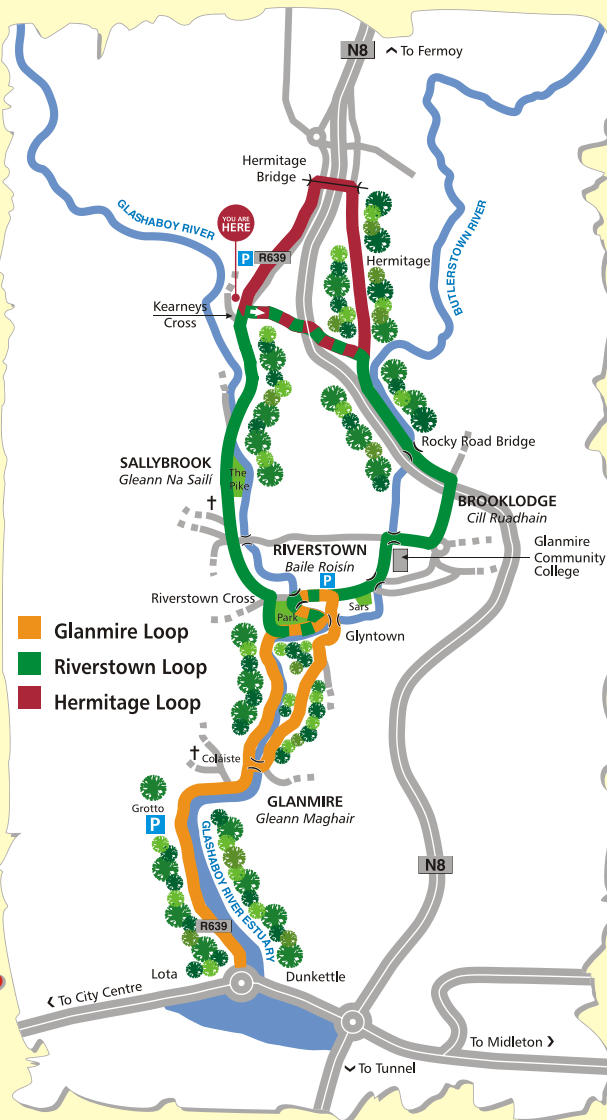 N8
To Fermoy
Hermitage
Bridge
GLASHABOY RIVER
BUTLERSTOWN RIVER
YOU ARE
HERE
P
R639
Hermitage
Kearneys
Cross
Rocky Road Bridge
SALLYBROOK
Gleann Na Sailí
The
Pike
BROOKLODGE
Cill Ruadhain
RIVERSTOWN
Baile Roisín
Glanmire
Community
College
P
Riverstown Cross
Park
Sars
Glyntown
Glanmire Loop
Riverstown Loop
Hermitage Loop
Coláiste
GLANMIRE
Gleann Maghair
Grotto
P
GLASHABOY RIVER ESTUARY
N8
R639
Lota
Dunkettle
To City Centre
To Midleton
To Tunnel